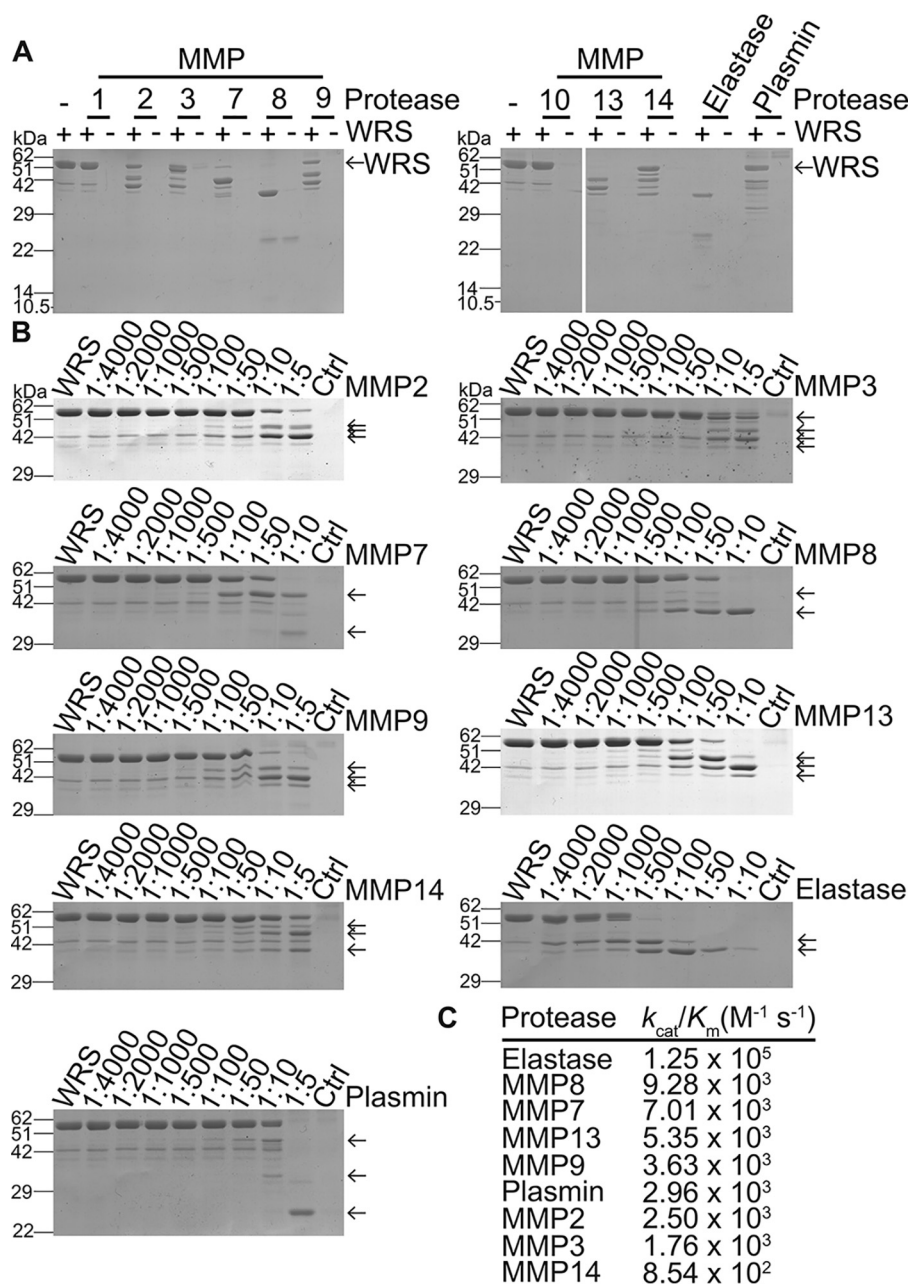 A
MMP MMP Elastase Plasmin
- 1 2 3 7 8 9 Protease - 10 13 14
+ + - + - + - + - + - + - WRS + + - + - + - + - + -
kDa kDa
62 ←WRS 62 ←WRS
51 51
42 42
29 29
22 22
14 14
10.5 10.5
B
WRS 1:4000 1:2000 1:1000 1:500 1:100 1:50 1:10 1:5 Ctrl MMP2
kDa
62
51
42
29
WRS 1:4000 1:2000 1:1000 1:500 1:100 1:50 1:10 1:5 Ctrl MMP3
kDa
62
51
42
29
WRS 1:4000 1:2000 1:1000 1:500 1:100 1:50 1:10 Ctrl MMP7
62
51
42
29
WRS 1:4000 1:2000 1:1000 1:500 1:100 1:50 1:10 Ctrl MMP8
62
51
42
29
WRS 1:4000 1:2000 1:1000 1:500 1:100 1:50 1:10 1:5 Ctrl MMP9
62
51
42
29
WRS 1:4000 1:2000 1:1000 1:500 1:100 1:50 1:10 Ctrl MMP13
62
51
42
29
WRS 1:4000 1:2000 1:1000 1:500 1:100 1:50 1:10 1:5 Ctrl MMP14
62
42
29
WRS 1:4000 1:2000 1:1000 1:500 1:100 1:50 1:10 Ctrl Elastase
62
51
42
29
WRS 1:4000 1:2000 1:1000 1:500 1:100 1:50 1:10 1:5 Ctrl Plasmin
62
51
42
29
22
C
Protease kcat/Km (M⁻¹ s⁻¹)
Elastase 1.25 x 10⁵
MMP8 9.28 x 10³
MMP7 7.01 x 10³
MMP13 5.35 x 10³
MMP9 3.63 x 10³
Plasmin 2.96 x 10³
MMP2 2.50 x 10³
MMP3 1.76 x 10³
MMP14 8.54 x 10²